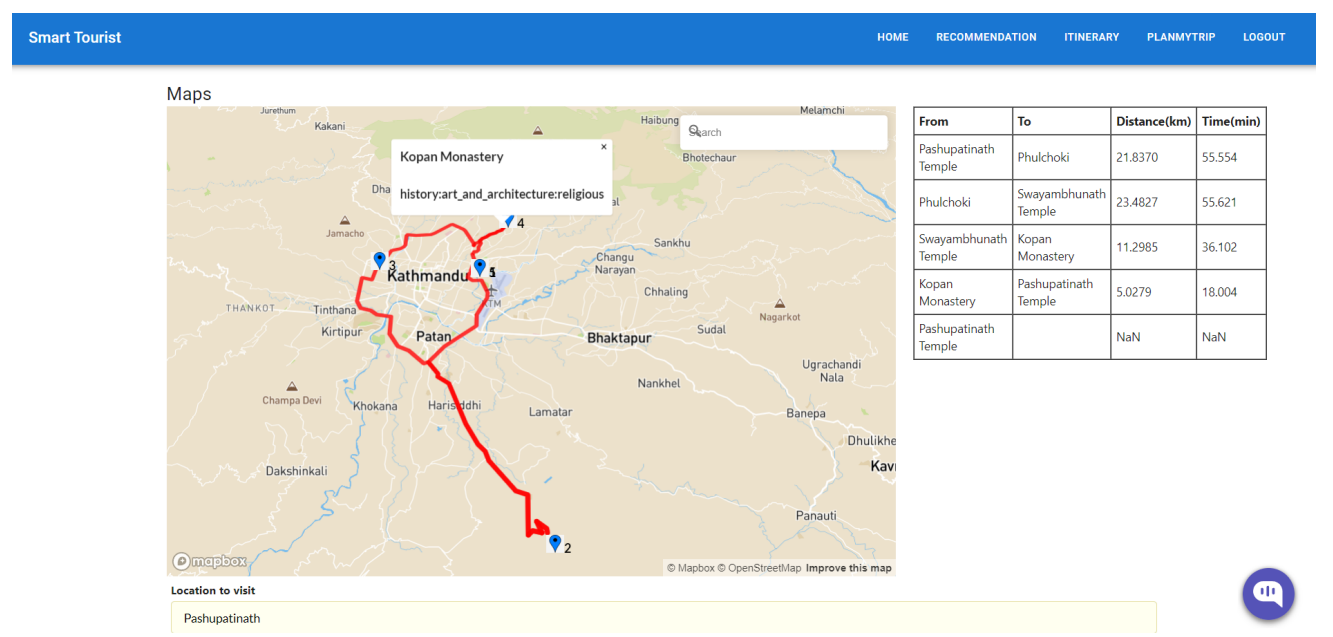 Smart Tourist
HOME RECOMMENDATION ITINERARY PLANMYTRIP LOGOUT
Maps
Jurethum
Kakani
Haibung
Melamchi
Search
Bhotechaur
Kopan Monastery
×
history:art_and_architecture:religious
Dha
al
4
Jamacho
Sankhu
3
Kathmandu
Changu
Narayan
KTM
Chhaling
THANKOT
Tinthana
Nagarkot
Kirtipur
Patan
Bhaktapur
Sudal
Ugrachandi
Nala
Nankhel
Champa Devi
Khokana
Harisiddhi
Lamatar
Banepa
Dhulikhe
Kavr
Dakshinkali
Panauti
2
mapbox
© Mapbox © OpenStreetMap Improve this map
From To Distance(km) Time(min)
Pashupatinath
Temple
Phulchoki 21.8370 55.554
Phulchoki
Swayambhunath
Temple
23.4827 55.621
Swayambhunath
Temple
Kopan
Monastery
11.2985 36.102
Kopan
Monastery
Pashupatinath
Temple
5.0279 18.004
Pashupatinath
Temple
NaN NaN
Location to visit
Pashupatinath